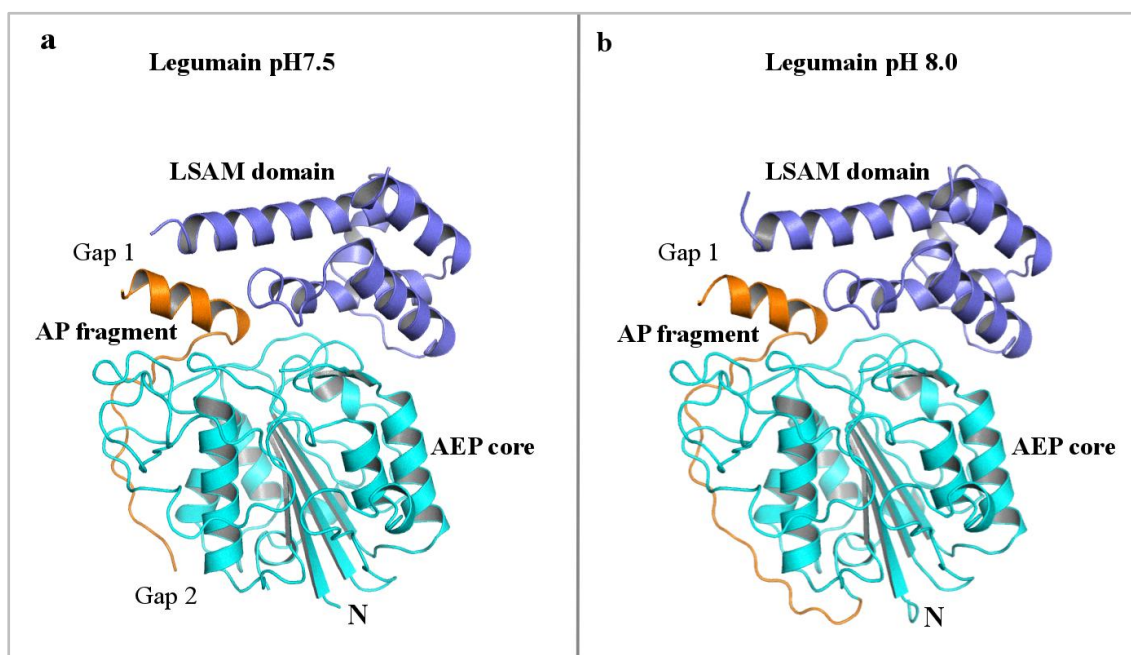 a
Legumain pH7.5
LSAM domain
Gap 1
AP fragment
AEP core
Gap 2
N
b
Legumain pH 8.0
LSAM domain
Gap 1
AP fragment
AEP core
N